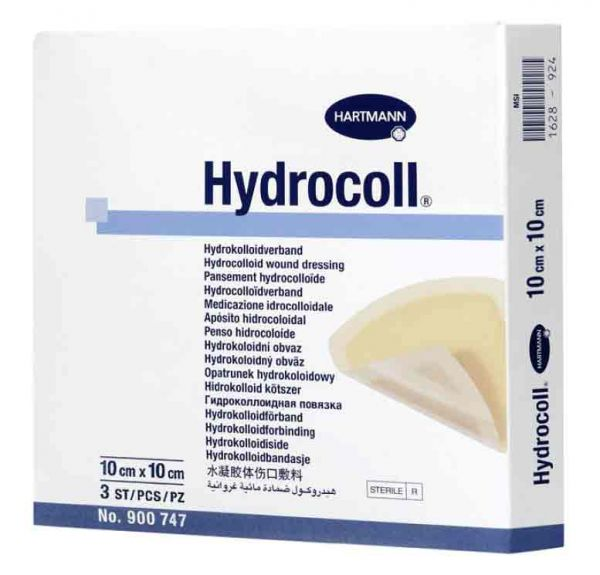 HARTMANN
Hydrocoll®
Hydrokolloidverband
Hydrocolloid wound dressing
Pansement hydrocolloïde
Hydrocolloïdverband
Medicazione idrocolloidale
Apósito hidrocoloidal
Penso hidrocoloide
Hydrokoloidní obvaz
Hydrokoloidný obväz
Opatrunek hydrokoloidowy
Hidrokolloid kötszer
Гидроколлоидная повязка
Hydrokolloidförband
Hydrokolloidforbinding
Hydrokolloidiside
Hydrokolloidbandasje
水凝胶体伤口敷料
هيدروكول ضمادة مائية غروانية
10 cm x 10 cm
3 ST/PCS/PZ
No. 900 747
STERILE R
MSI
1628 - 924
10 cm x 10 cm
Hydrocoll®
HARTMANN